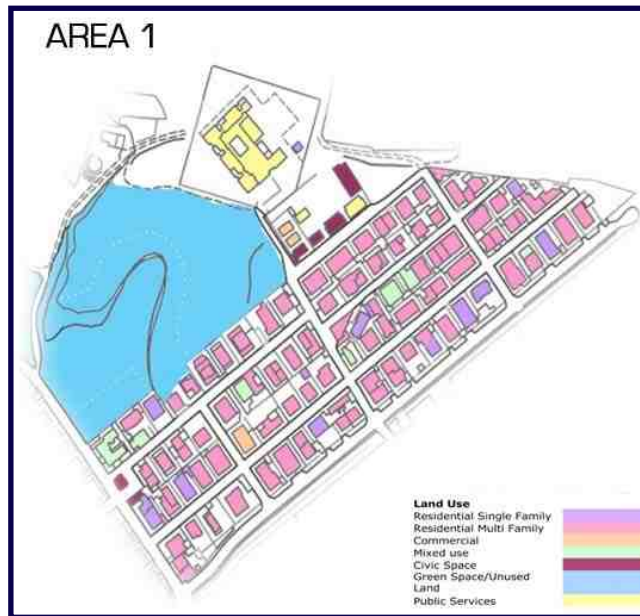 AREA 1
Land Use
Residential Single Family
Residential Multi Family
Commercial
Mixed use
Civic Space
Green Space/Unused
Land
Public Services